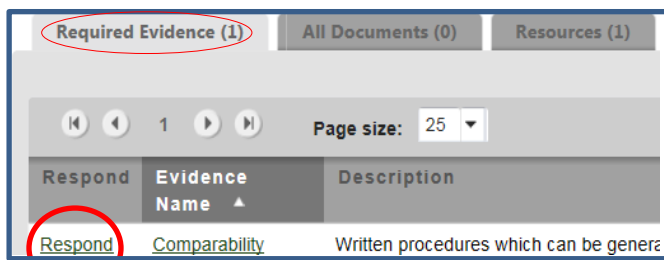 Required Evidence (1) All Documents (0) Resources (1)
1 Page size: 25
Respond Evidence Name Description
Respond Comparability Written procedures which can be genera